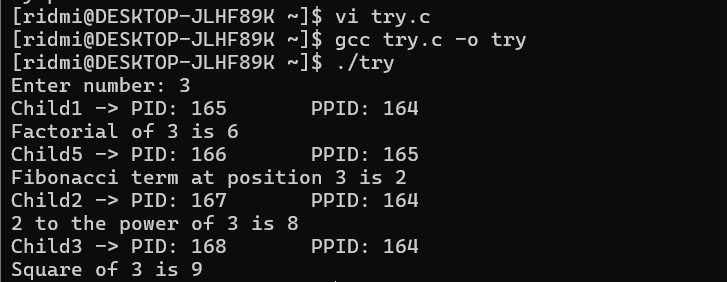 [ridmi@DESKTOP-JLHF89K ~]$ vi try.c
[ridmi@DESKTOP-JLHF89K ~]$ gcc try.c -o try
[ridmi@DESKTOP-JLHF89K ~]$ ./try
Enter number: 3
Child1 -> PID: 165       PPID: 164
Factorial of 3 is 6
Child5 -> PID: 166       PPID: 165
Fibonacci term at position 3 is 2
Child2 -> PID: 167       PPID: 164
2 to the power of 3 is 8
Child3 -> PID: 168       PPID: 164
Square of 3 is 9